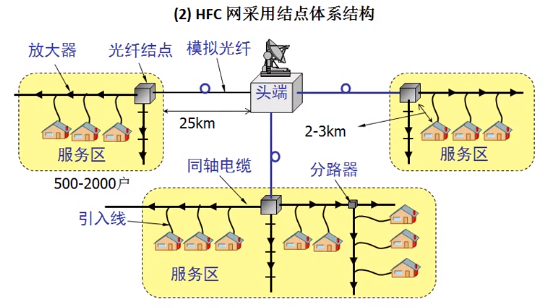 (2) HFC 网采用结点体系结构
放大器
光纤结点
模拟光纤
头端
25km
2-3km
服务区
服务区
500-2000户
同轴电缆
分路器
引入线
服务区